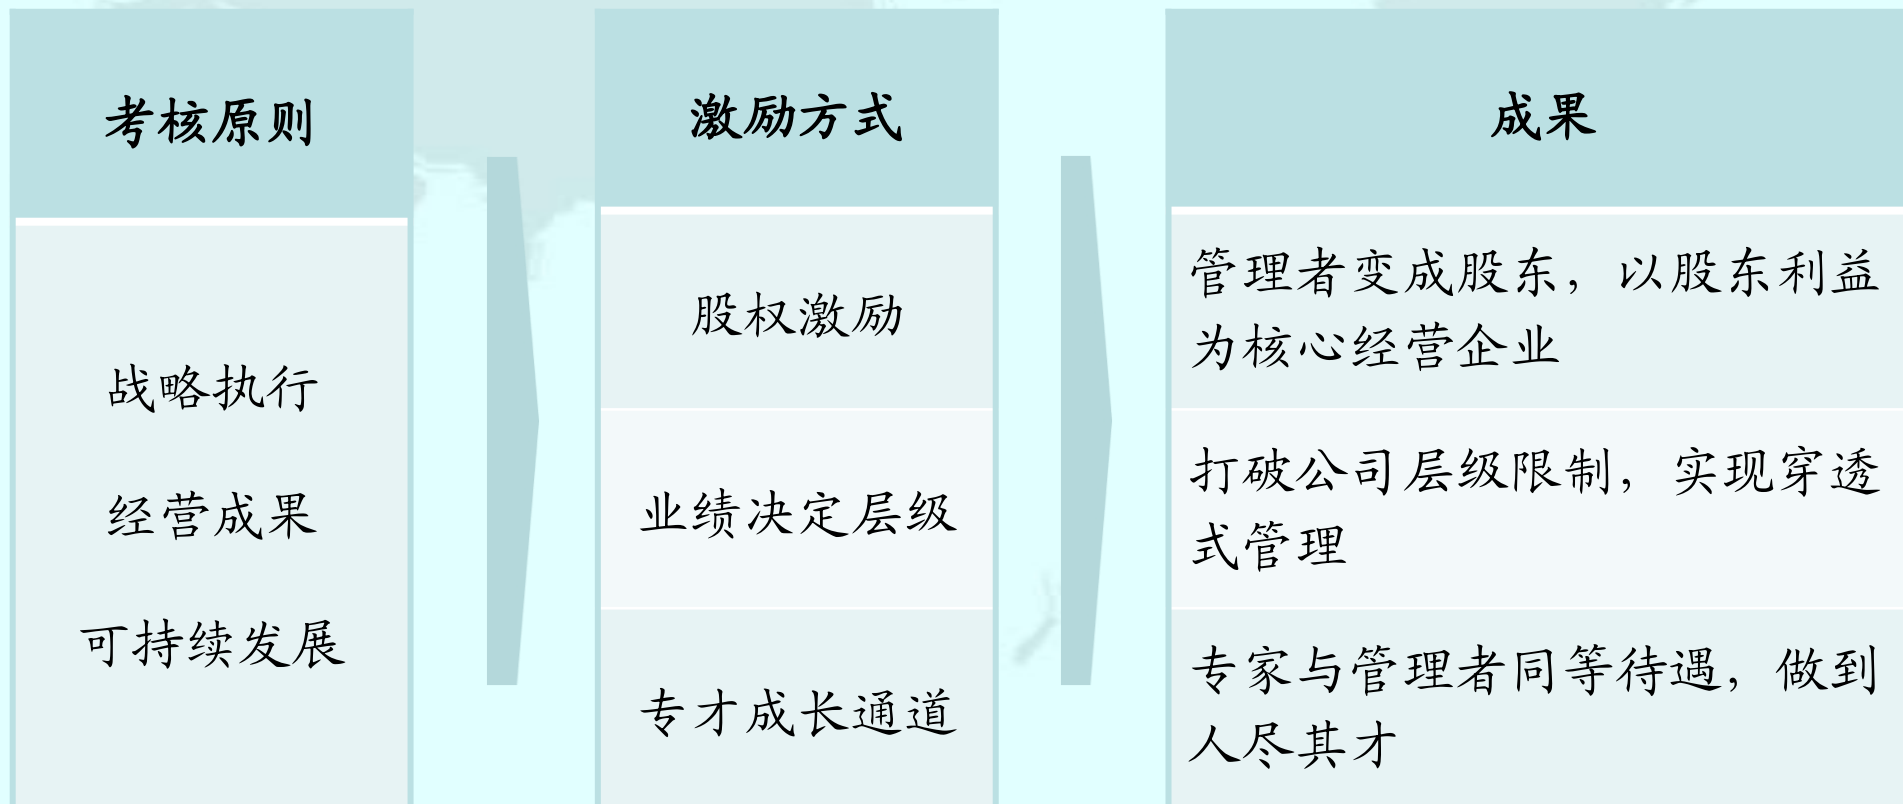 考核原则
战略执行
经营成果
可持续发展
激励方式
股权激励
业绩决定层级
专才成长通道
成果
管理者变成股东，以股东利益
为核心经营企业
打破公司层级限制，实现穿透
式管理
专家与管理者同等待遇，做到
人尽其才